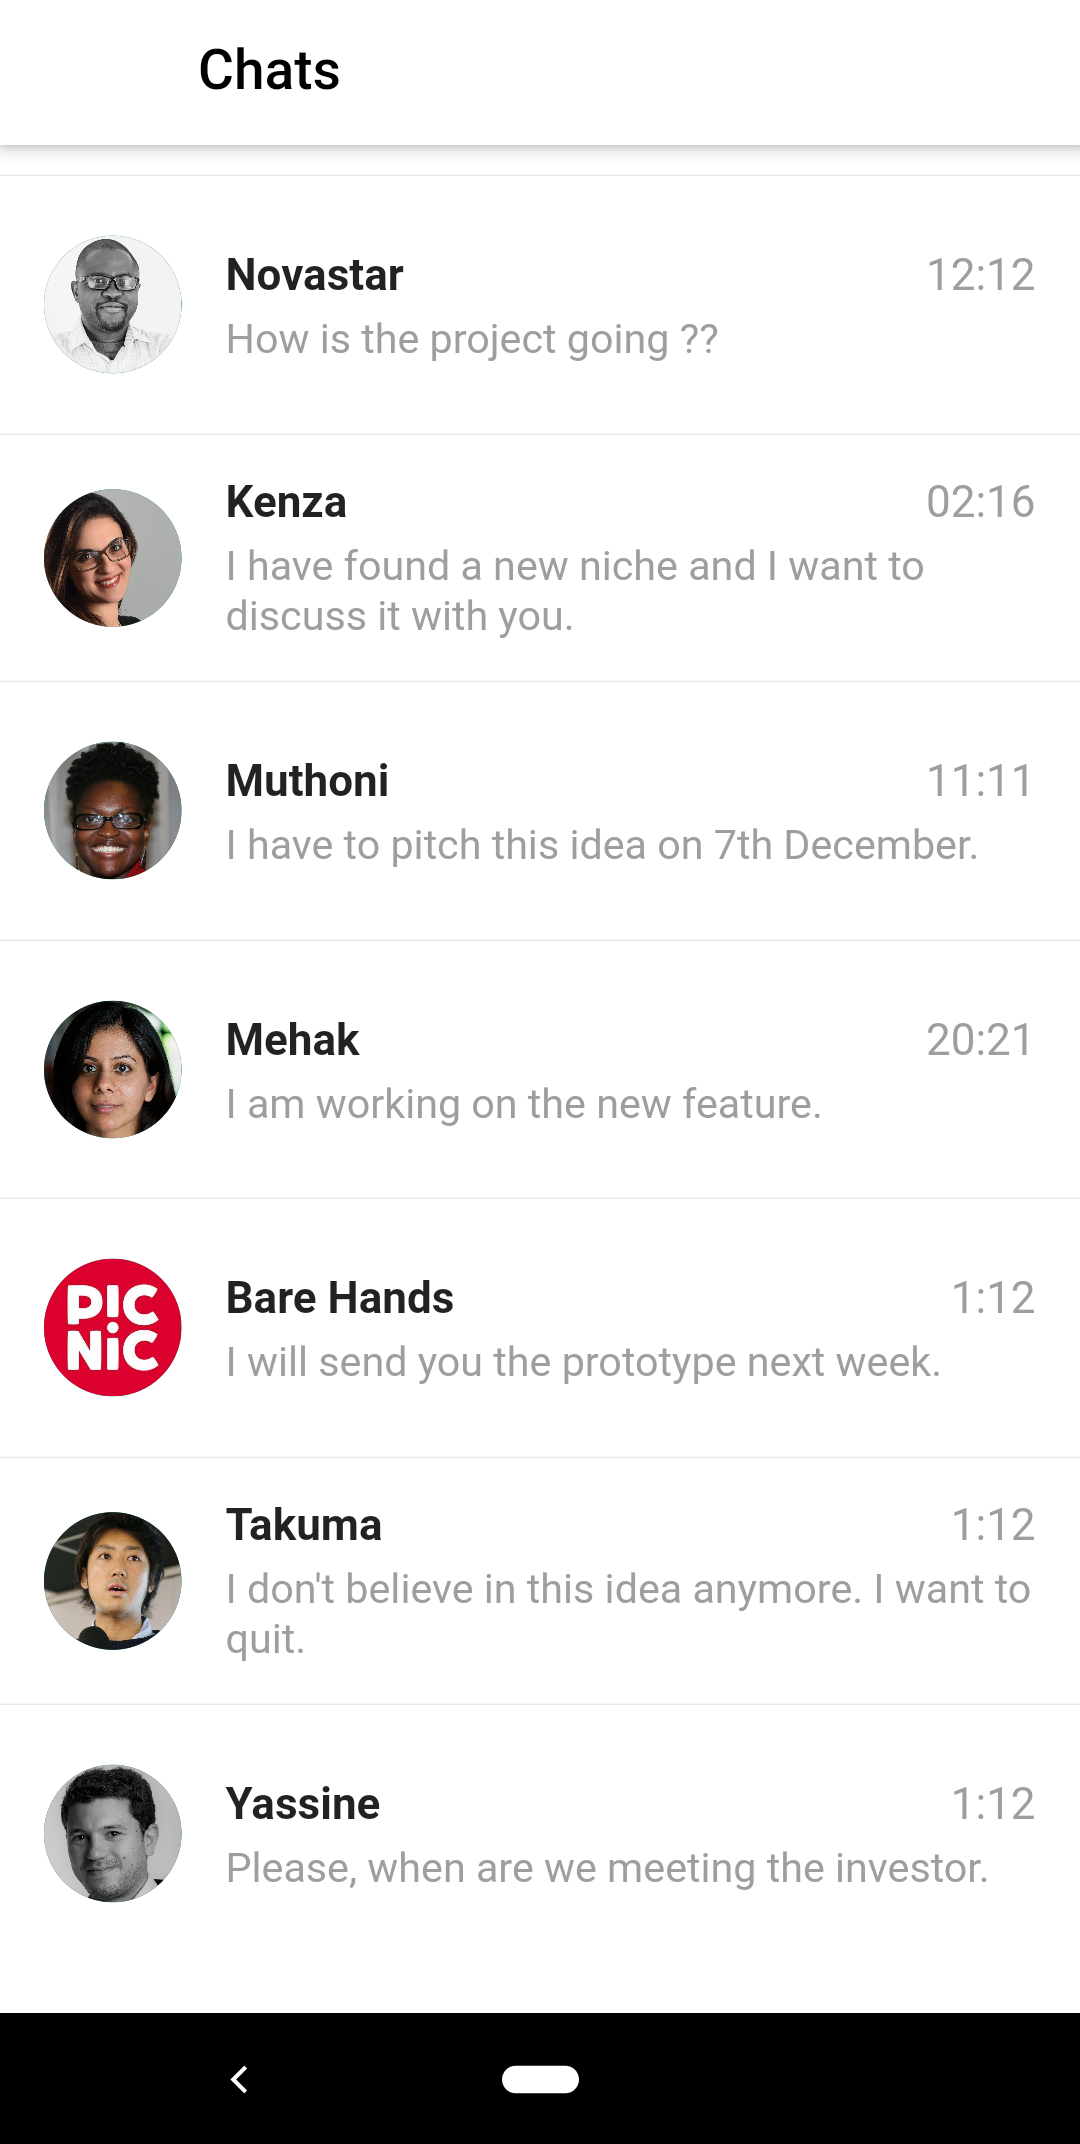 Chats
Novastar 12:12
How is the project going ??
Kenza 02:16
I have found a new niche and I want to
discuss it with you.
Muthoni 11:11
I have to pitch this idea on 7th December.
Mehak 20:21
I am working on the new feature.
PIC
NiC
Bare Hands 1:12
I will send you the prototype next week.
Takuma 1:12
I don't believe in this idea anymore. I want to
quit.
Yassine 1:12
Please, when are we meeting the investor.